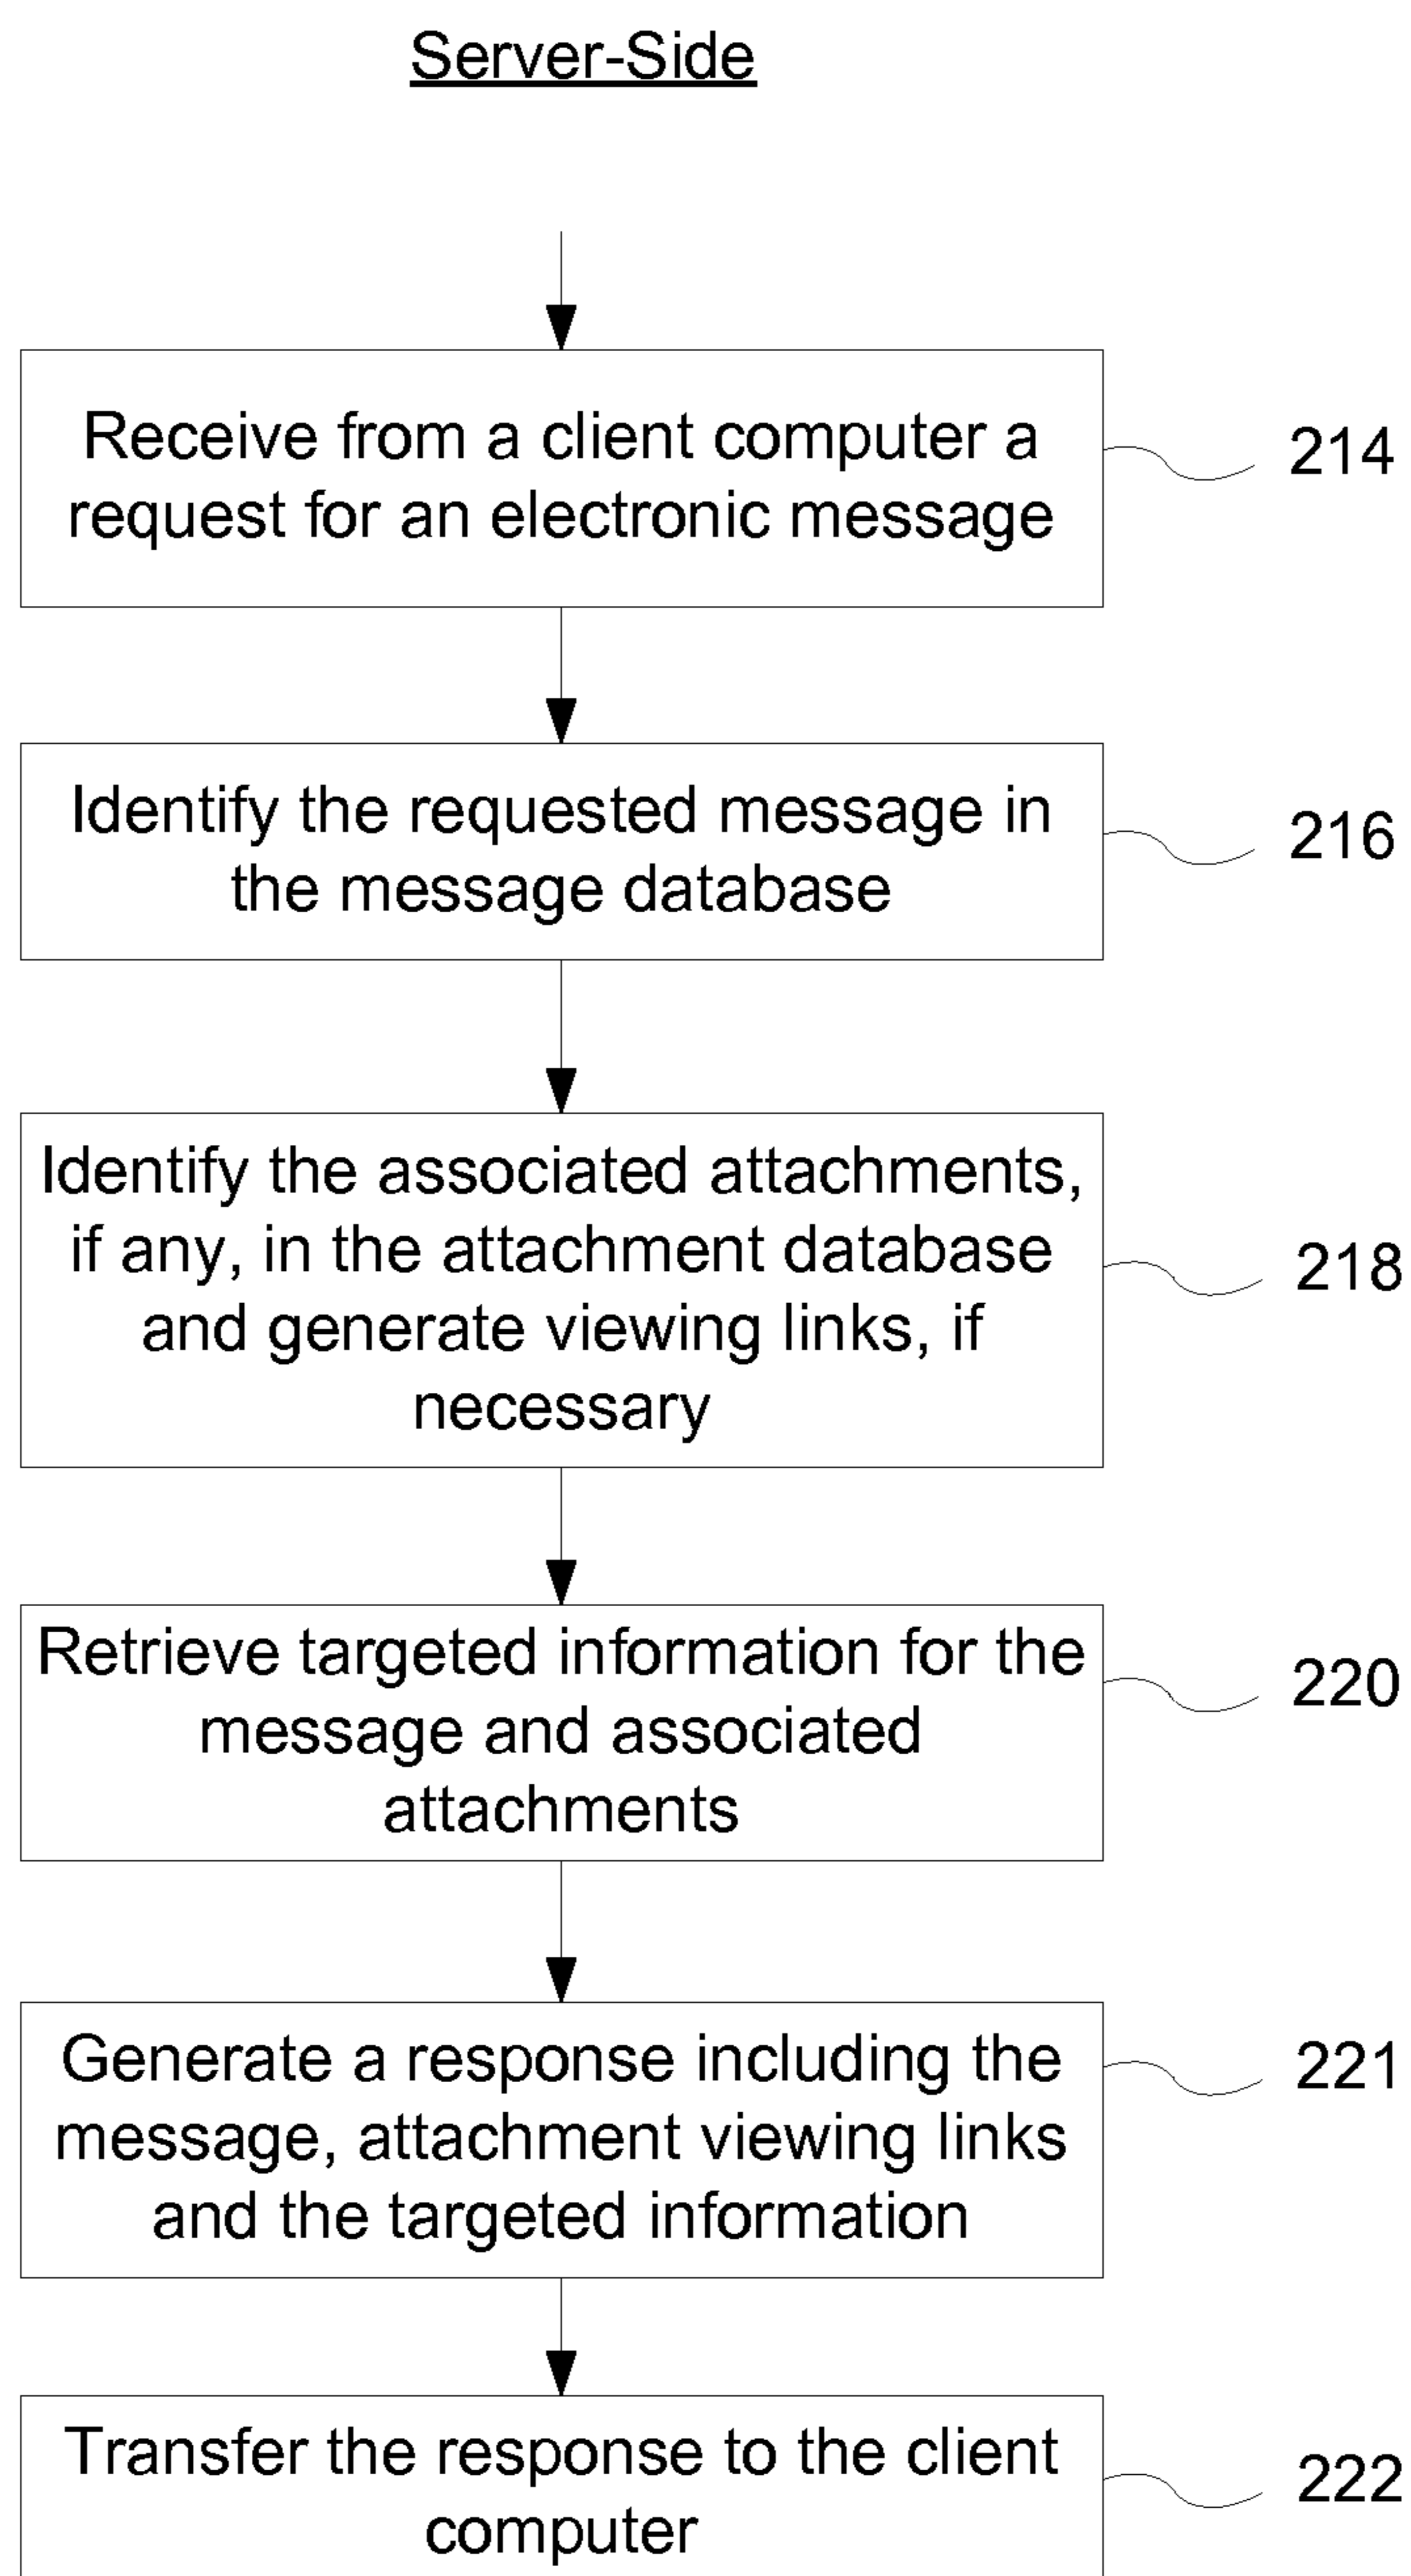 Server-Side
Receive from a client computer a
request for an electronic message
214
Identify the requested message in
the message database
216
Identify the associated attachments,
if any, in the attachment database
and generate viewing links, if
necessary
218
Retrieve targeted information for the
message and associated
attachments
220
Generate a response including the
message, attachment viewing links
and the targeted information
221
Transfer the response to the client
computer
222